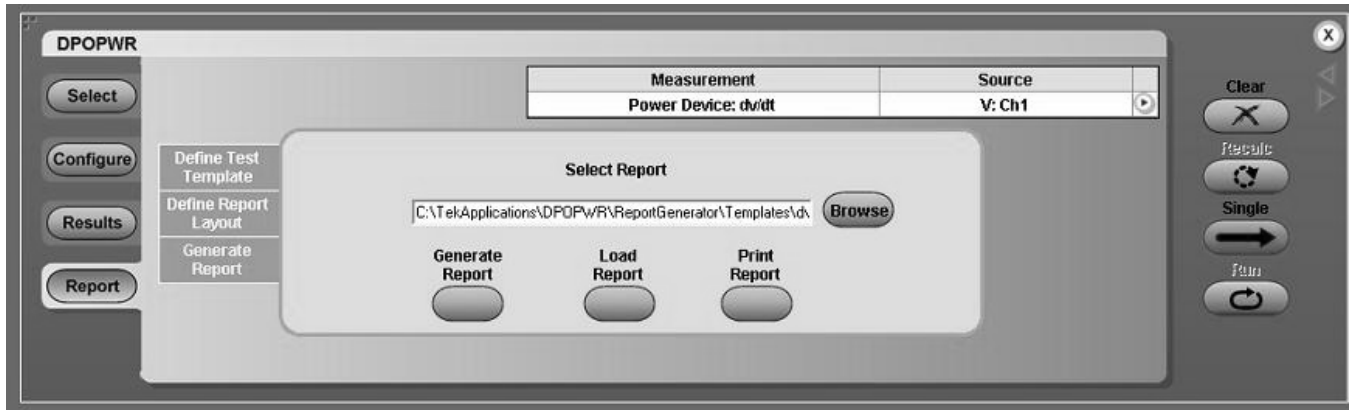 DPOPWR
X
Select
Configure
Results
Report
Measurement Source
Power Device: dv/dt V: Ch1
Define Test
Template
Define Report
Layout
Generate
Report
Select Report
C:\TekApplications\DPOPWR\ReportGenerator\Templates\d\
Browse
Generate
Report
Load
Report
Print
Report
Clear
Recalc
Single
Run